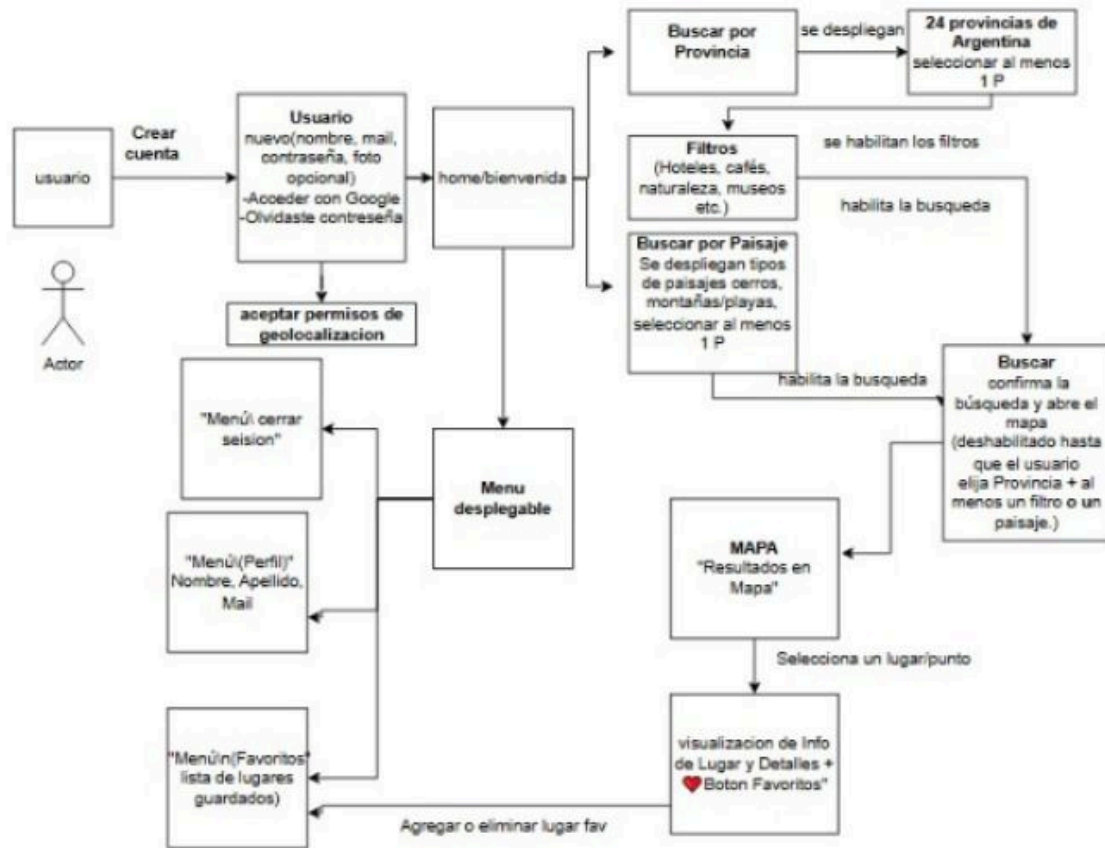 Buscar por
Provincia
se despliegan
24 provincias de
Argentina
seleccionar al menos
1 P
Crear
cuenta
usuario
Actor
Usuario
nuevo(nombre, mail,
contraseña, foto
opcional)
-Acceder con Google
-Olvidaste contreseña
home/bienvenida
aceptar permisos de
geolocalizacion
Filtros
(Hoteles, cafés,
naturaleza, museos
etc.)
se habilitan los filtros
habilita la busqueda
Buscar por Paisaje
Se despliegan tipos
de paisajes cerros,
montañas/playas,
seleccionar al menos
1 P
habilita la busqueda
Buscar
confirma la
búsqueda y abre el
mapa
(deshabilitado hasta
que el usuario
elija Provincia + al
menos un filtro o un
paisaje.)
"Menú\ cerrar
seision"
Menu
desplegable
"Menú\(Perfil)"
Nombre, Apellido,
Mail
MAPA
"Resultados en
Mapa"
Selecciona un lugar/punto
"Menú\n(Favoritos"
lista de lugares
guardados)
visualizacion de Info
de Lugar y Detalles +
❤️Boton Favoritos"
Agregar o eliminar lugar fav